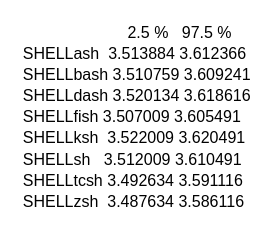 2.5 % 97.5 %
SHELLash 3.513884 3.612366
SHELLbash 3.510759 3.609241
SHELLdash 3.520134 3.618616
SHELLfish 3.507009 3.605491
SHELLksh 3.522009 3.620491
SHELLsh 3.512009 3.610491
SHELLtcsh 3.492634 3.591116
SHELLzsh 3.487634 3.586116